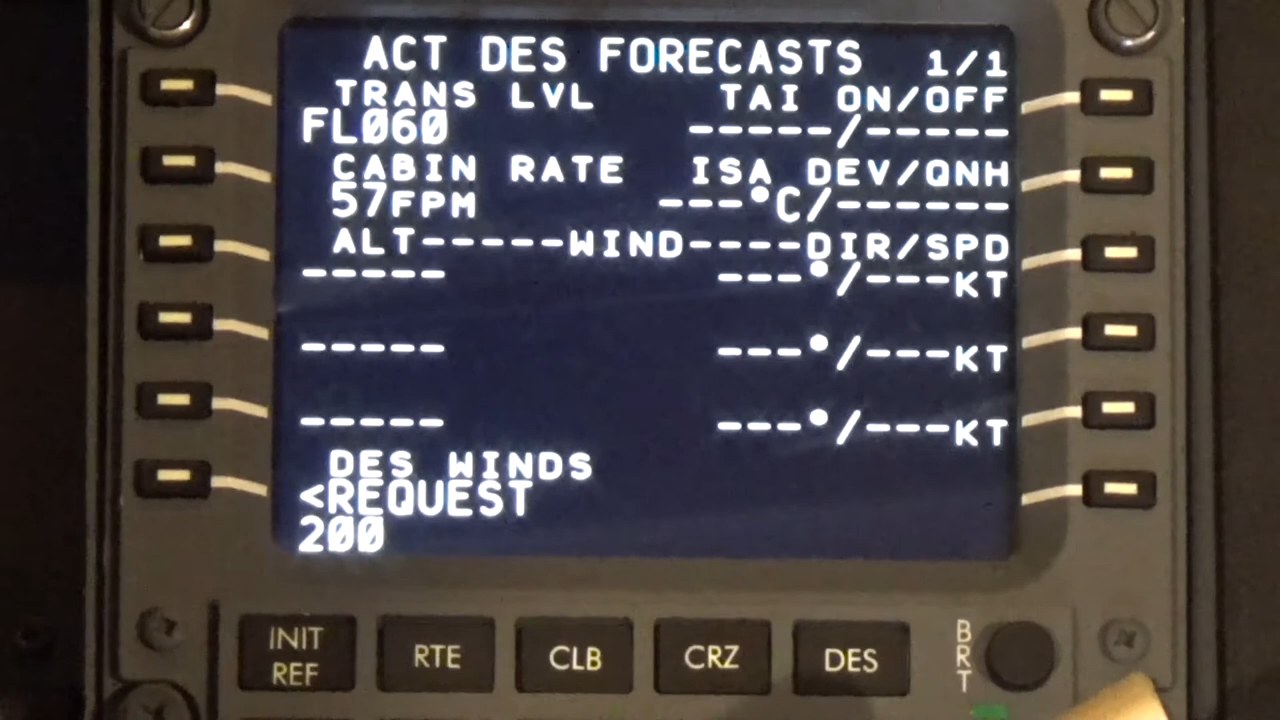 ACT DES FORECASTS 1/1
TRANS LVL TAI ON/OFF
FL060 -----/-----
CABIN RATE ISA DEV/QNH
57FPM ---°C/------
ALT-----WIND----DIR/SPD
----- ---°/---KT
----- ---°/---KT
----- ---°/---KT
DES WINDS
<REQUEST
200
INIT REF RTE CLB CRZ DES BRT